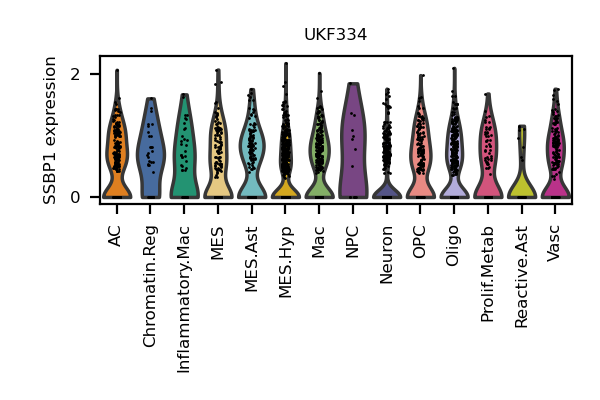 UKF334
SSBP1 expression
2
0
AC
Chromatin.Reg
Inflammatory.Mac
MES
MES.Ast
MES.Hyp
Mac
NPC
Neuron
OPC
Oligo
Prolif.Metab
Reactive.Ast
Vasc